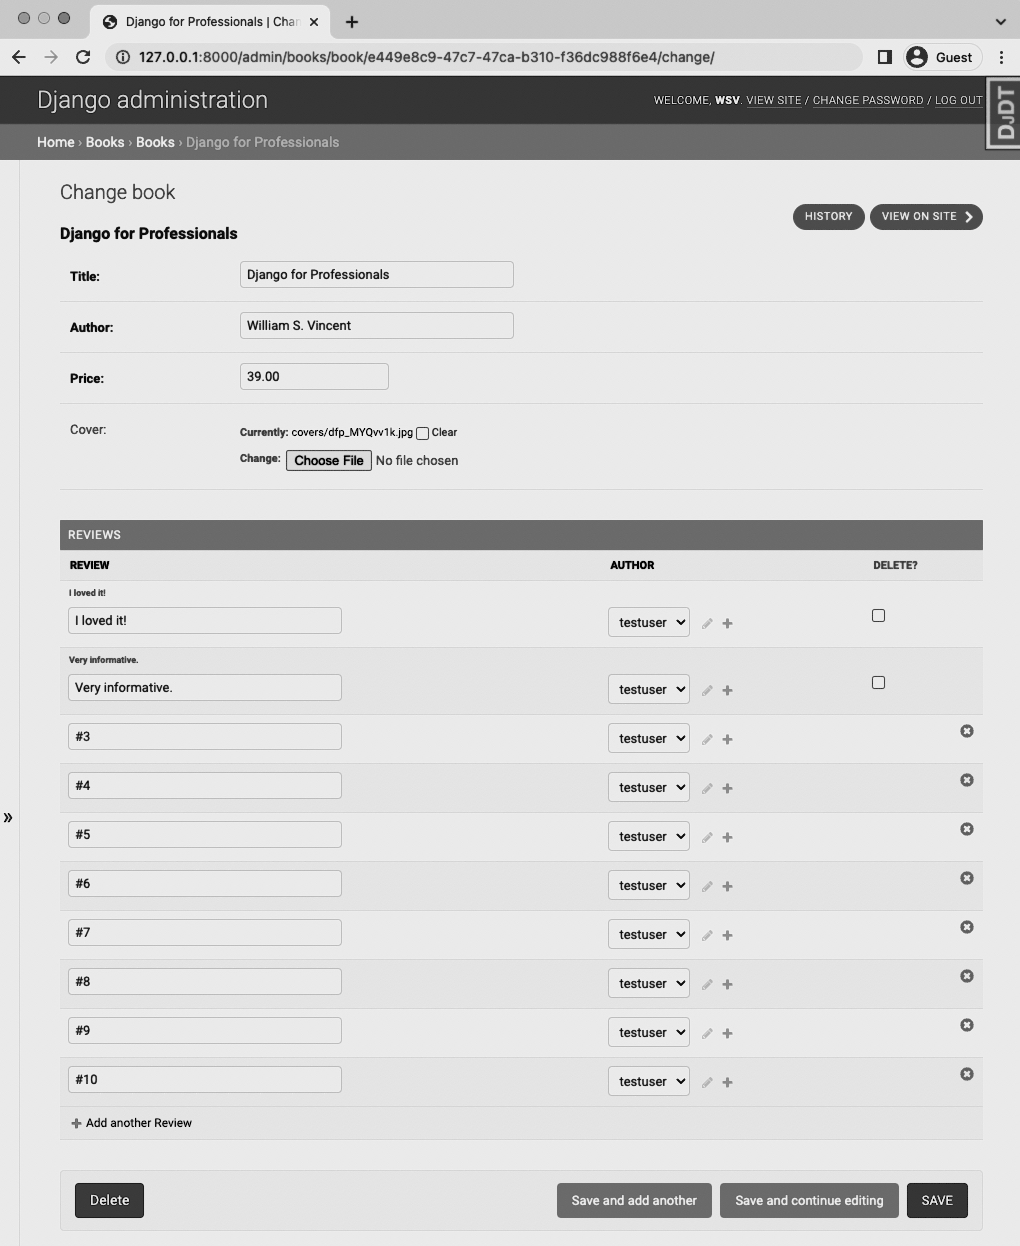 Django for Professionals | Chan
127.0.0.1:8000/admin/books/book/e449e8c9-47c7-47ca-b310-f36dc988f6e4/change/
Guest
Django administration
WELCOME, WSV. VIEW SITE / CHANGE PASSWORD / LOG OUT
DJDT
Home › Books › Books › Django for Professionals
Change book
HISTORY
VIEW ON SITE
Django for Professionals
Title: Django for Professionals
Author: William S. Vincent
Price: 39.00
Cover: Currently: covers/dfp_MYQvv1k.jpg Clear
Change: Choose File No file chosen
REVIEWS
REVIEW AUTHOR DELETE?
I loved it!
I loved it! testuser
Very informative.
Very informative. testuser
#3 testuser
#4 testuser
#5 testuser
#6 testuser
#7 testuser
#8 testuser
#9 testuser
#10 testuser
Add another Review
Delete Save and add another Save and continue editing SAVE